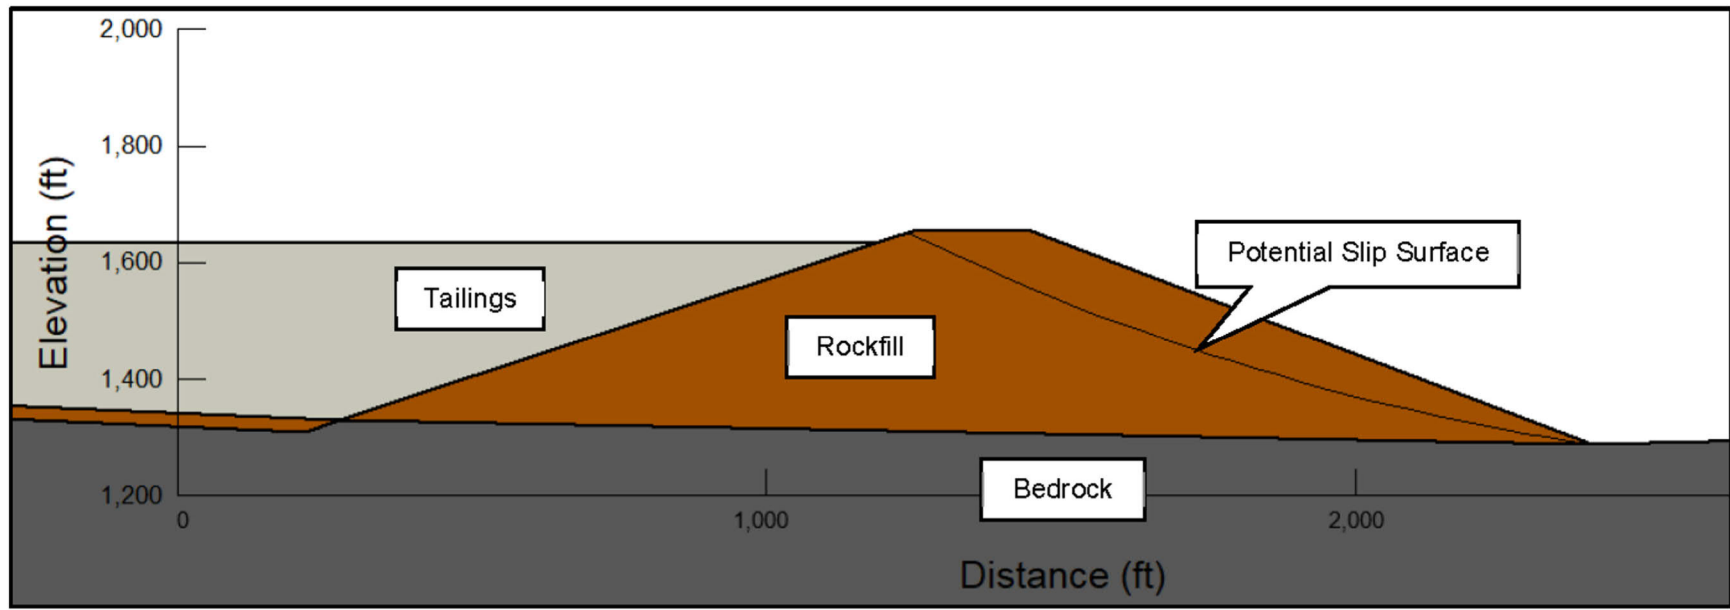 2,000
1,800
1,600
1,400
1,200
Elevation (ft)
Potential Slip Surface
Tailings
Rockfill
Bedrock
0
1,000
2,000
Distance (ft)